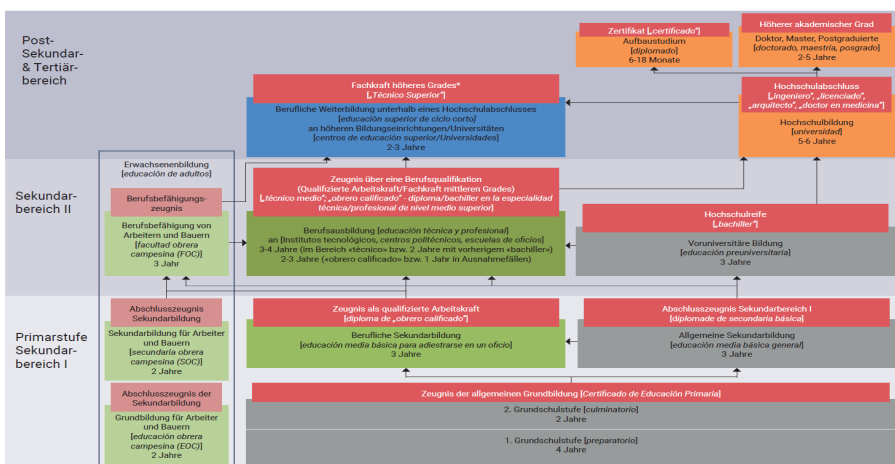 Post-
Sekundar-
& Tertiär-
bereich
Zertifikat [„certificado“]
Aufbaustudium
[diplomado]
6-18 Monate
Höherer akademischer Grad
Doktor, Master, Postgraduierte
[doctorado, maestría, posgrado]
2-5 Jahre
Fachkraft höheres Grades*
[„Técnico Superior“]
Berufliche Weiterbildung unterhalb eines Hochschulabschlusses
[educación superior de ciclo corto]
an höheren Bildungseinrichtungen/Universitäten
[centros de educación superior/Universidades]
2-3 Jahre
Hochschulabschluss
[„ingeniero“, „licenciado“,
„arquitecto“, „doctor en medicina“]
Hochschulbildung
[universidad]
5-6 Jahre
Erwachsenenbildung
[educación de adultos]
Sekundar-
bereich II
Berufsbefähigungs-
zeugnis
Berufsbefähigung von
Arbeitern und Bauern
[facultad obrera
campesina (FOC)]
3 Jahr
Zeugnis über eine Berufsqualifikation
(Qualifizierte Arbeitskraft/Fachkraft mittleren Grades)
[„técnico medio“; „obrero calificado“ - diploma/bachiller en la especialidad
técnica/profesional de nivel medio superior]
Berufsausbildung [educación técnica y profesional]
an [Institutos tecnológicos, centros politécnicos, escuelas de oficios]
3-4 Jahre (im Bereich «técnico» bzw. 2 Jahre mit vorherigem «bachiller»)
2-3 Jahre («obrero calificado» bzw. 1 Jahr in Ausnahmefällen)
Hochschulreife
[„bachiller“]
Voruniversitäre Bildung
[educación preuniversitaria]
3 Jahre
Primarstufe
Sekundar-
bereich I
Abschlusszeugnis
Sekundarbildung
Sekundarbildung für Arbeiter
und Bauern
[secundaria obrera
campesina (SOC)]
2 Jahre
Zeugnis als qualifizierte Arbeitskraft
[diploma de „obrero calificado“]
Berufliche Sekundarbildung
[educación media básica para adiestrarse en un oficio]
3 Jahre
Abschlusszeugnis Sekundarbereich I
[diplomade de secundaria básica]
Allgemeine Sekundarbildung
[educación media básica general]
3 Jahre
Abschlusszeugnis der
Sekundarbildung
Grundbildung für Arbeiter
und Bauern
[educación obrera
campesina (EOC)]
2 Jahre
Zeugnis der allgemeinen Grundbildung [Certificado de Educación Primaria]
2. Grundschulstufe [culminatorio]
2 Jahre
1. Grundschulstufe [preparatorio]
4 Jahre